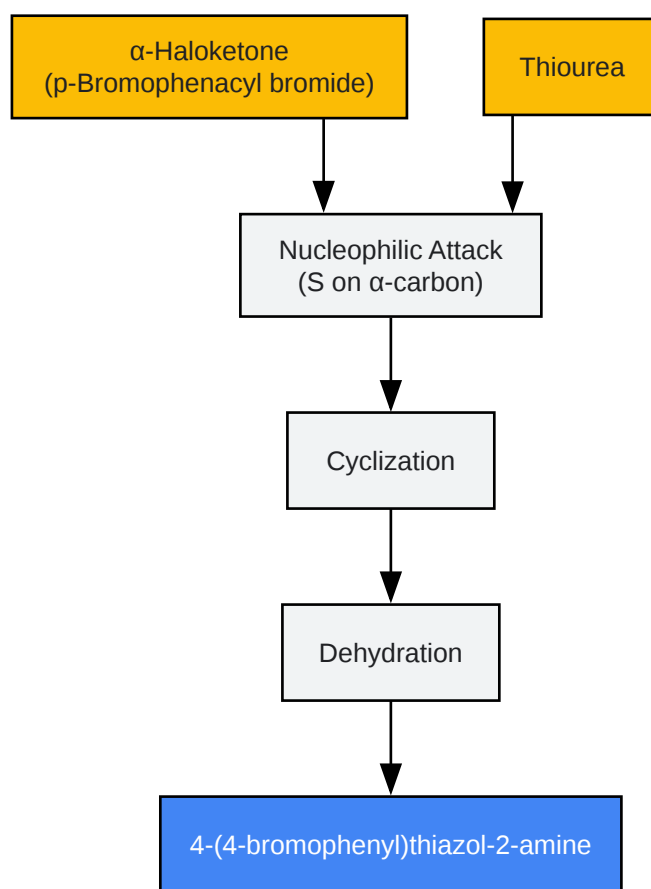 α-Haloketone
(p-Bromophenacyl bromide)
Thiourea
Nucleophilic Attack
(S on α-carbon)
Cyclization
Dehydration
4-(4-bromophenyl)thiazol-2-amine